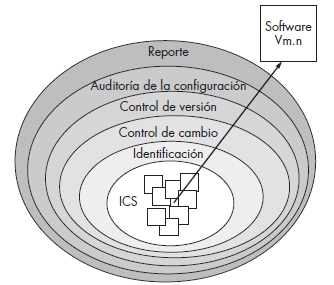 Software
Vm.n
Reporte
Auditoría de la configuración
Control de versión
Control de cambio
Identificación
ICS